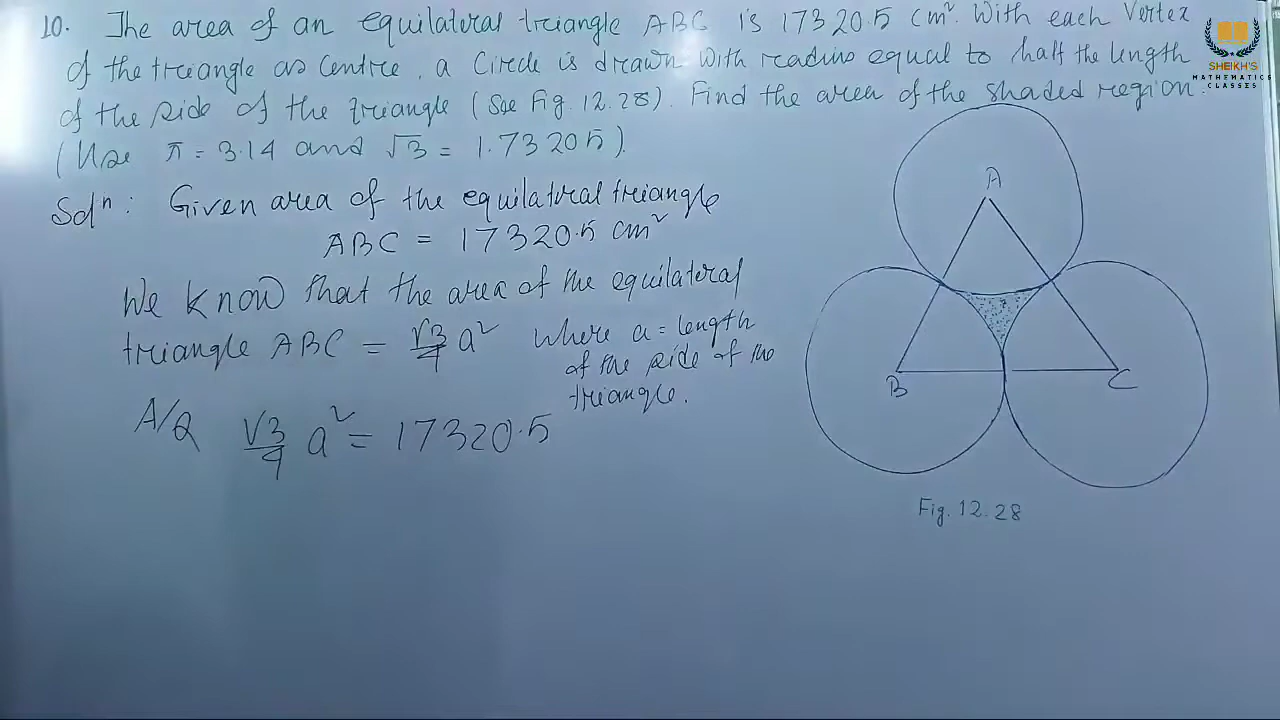 10. The area of an equilateral triangle ABC is 17320.5 cm². With each vertex
of the triangle as centre, a circle is drawn with radius equal to half the length
of the side of the triangle (See Fig. 12.28). Find the area of the shaded region.
(Use π = 3.14 and √3 = 1.73205).
Solⁿ: Given area of the equilateral triangle
ABC = 17320.5 cm²
We know that the area of the equilateral
triangle ABC = √3/4 a² where a = length
of the side of the
triangle.
A/Q √3/4 a² = 17320.5
A
B
C
Fig. 12.28
SHEIKH'S
MATHEMATICS
CLASSES